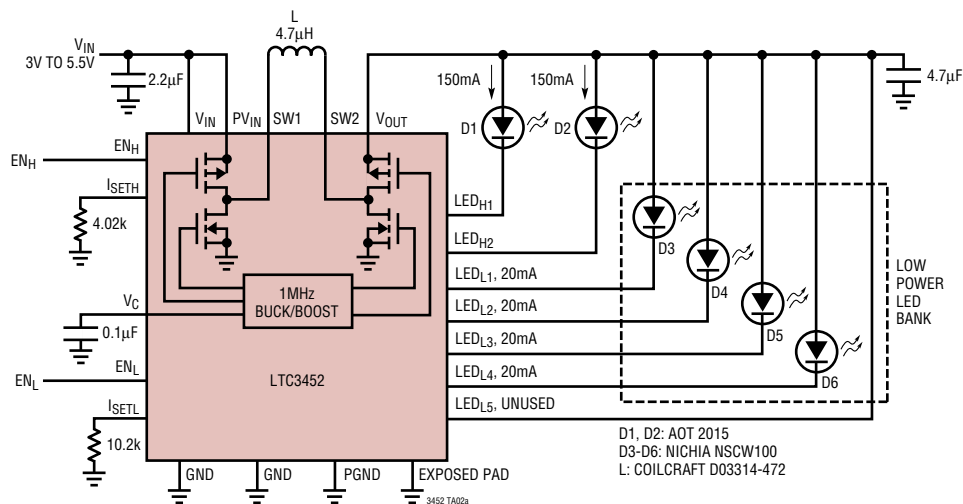 L
4.7µH
VIN
3V TO 5.5V
2.2µF
4.7µF
150mA
150mA
D1
D2
VIN
PVIN
SW1
SW2
VOUT
ENH
ENH
ISETH
4.02k
LEDH1
LEDH2
LEDL1, 20mA
LEDL2, 20mA
LEDL3, 20mA
LEDL4, 20mA
LEDL5, UNUSED
D3
D4
D5
D6
LOW
POWER
LED
BANK
1MHz
BUCK/BOOST
VC
0.1µF
ENL
ENL
LTC3452
ISETL
10.2k
GND
GND
PGND
EXPOSED PAD
D1, D2: AOT 2015
D3-D6: NICHIA NSCW100
L: COILCRAFT D03314-472
3452 TA02a